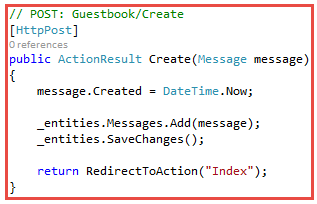 // POST: Guestbook/Create
[HttpPost]
0 references
public ActionResult Create(Message message)
{
message.Created = DateTime.Now;
_entities.Messages.Add(message);
_entities.SaveChanges();
return RedirectToAction("Index");
}